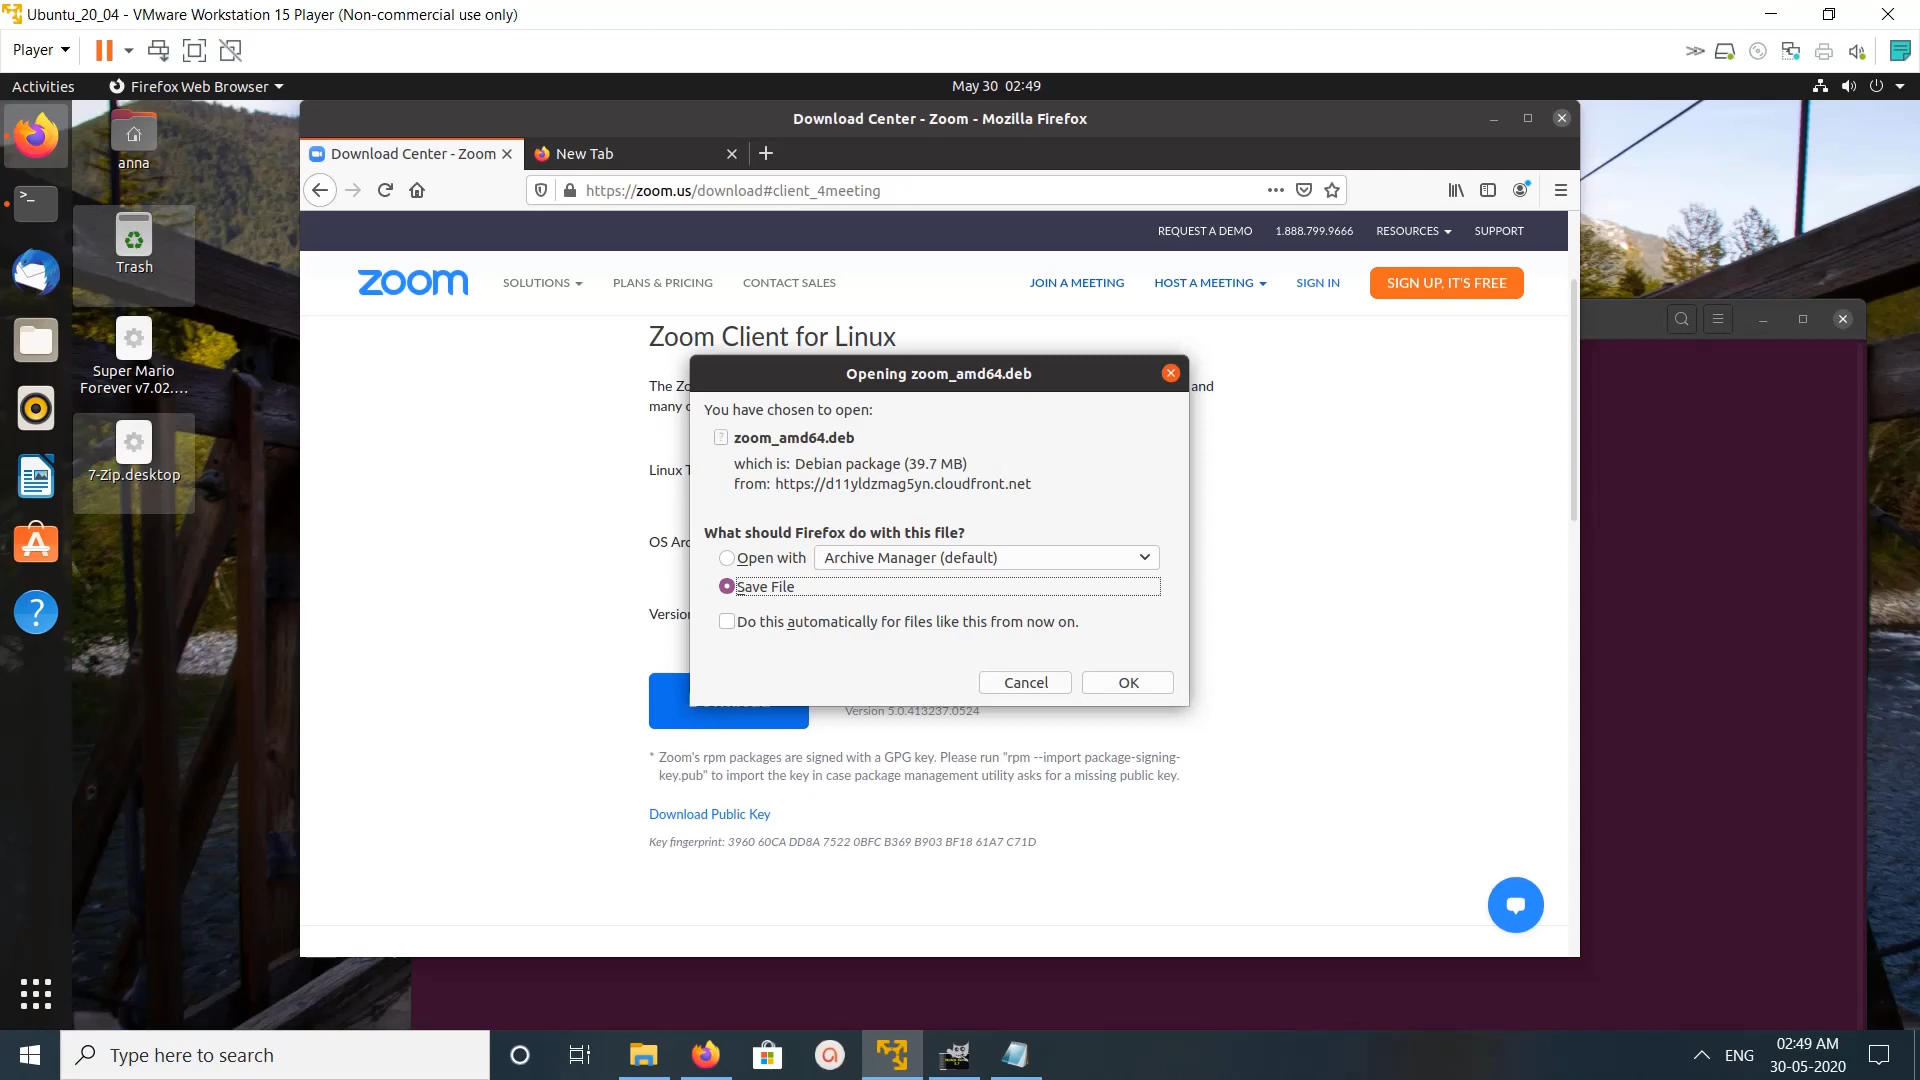 Ubuntu_20_04 - VMware Workstation 15 Player (Non-commercial use only)
Player
Activities
Firefox Web Browser
May 30 02:49
Download Center - Zoom - Mozilla Firefox
Download Center - Zoom
New Tab
https://zoom.us/download#client_4meeting
REQUEST A DEMO 1.888.799.9666 RESOURCES SUPPORT
zoom SOLUTIONS PLANS & PRICING CONTACT SALES JOIN A MEETING HOST A MEETING SIGN IN SIGN UP, IT'S FREE
Zoom Client for Linux
The Zo
and
many
Linux T
OS Arc
Version
Opening zoom_amd64.deb
You have chosen to open:
? zoom_amd64.deb
which is: Debian package (39.7 MB)
from: https://d11yldzmag5yn.cloudfront.net
What should Firefox do with this file?
Open with Archive Manager (default)
Save File
Do this automatically for files like this from now on.
Cancel OK
Version 5.0.413237.0524
* Zoom's rpm packages are signed with a GPG key. Please run "rpm --import package-signing-
key.pub" to import the key in case package management utility asks for a missing public key.
Download Public Key
Key fingerprint: 3960 60CA DD8A 7522 0BFC B369 B903 BF18 61A7 C71D
anna
Trash
Super Mario
Forever v7.02....
7-Zip.desktop
Type here to search
ENG
02:49 AM
30-05-2020